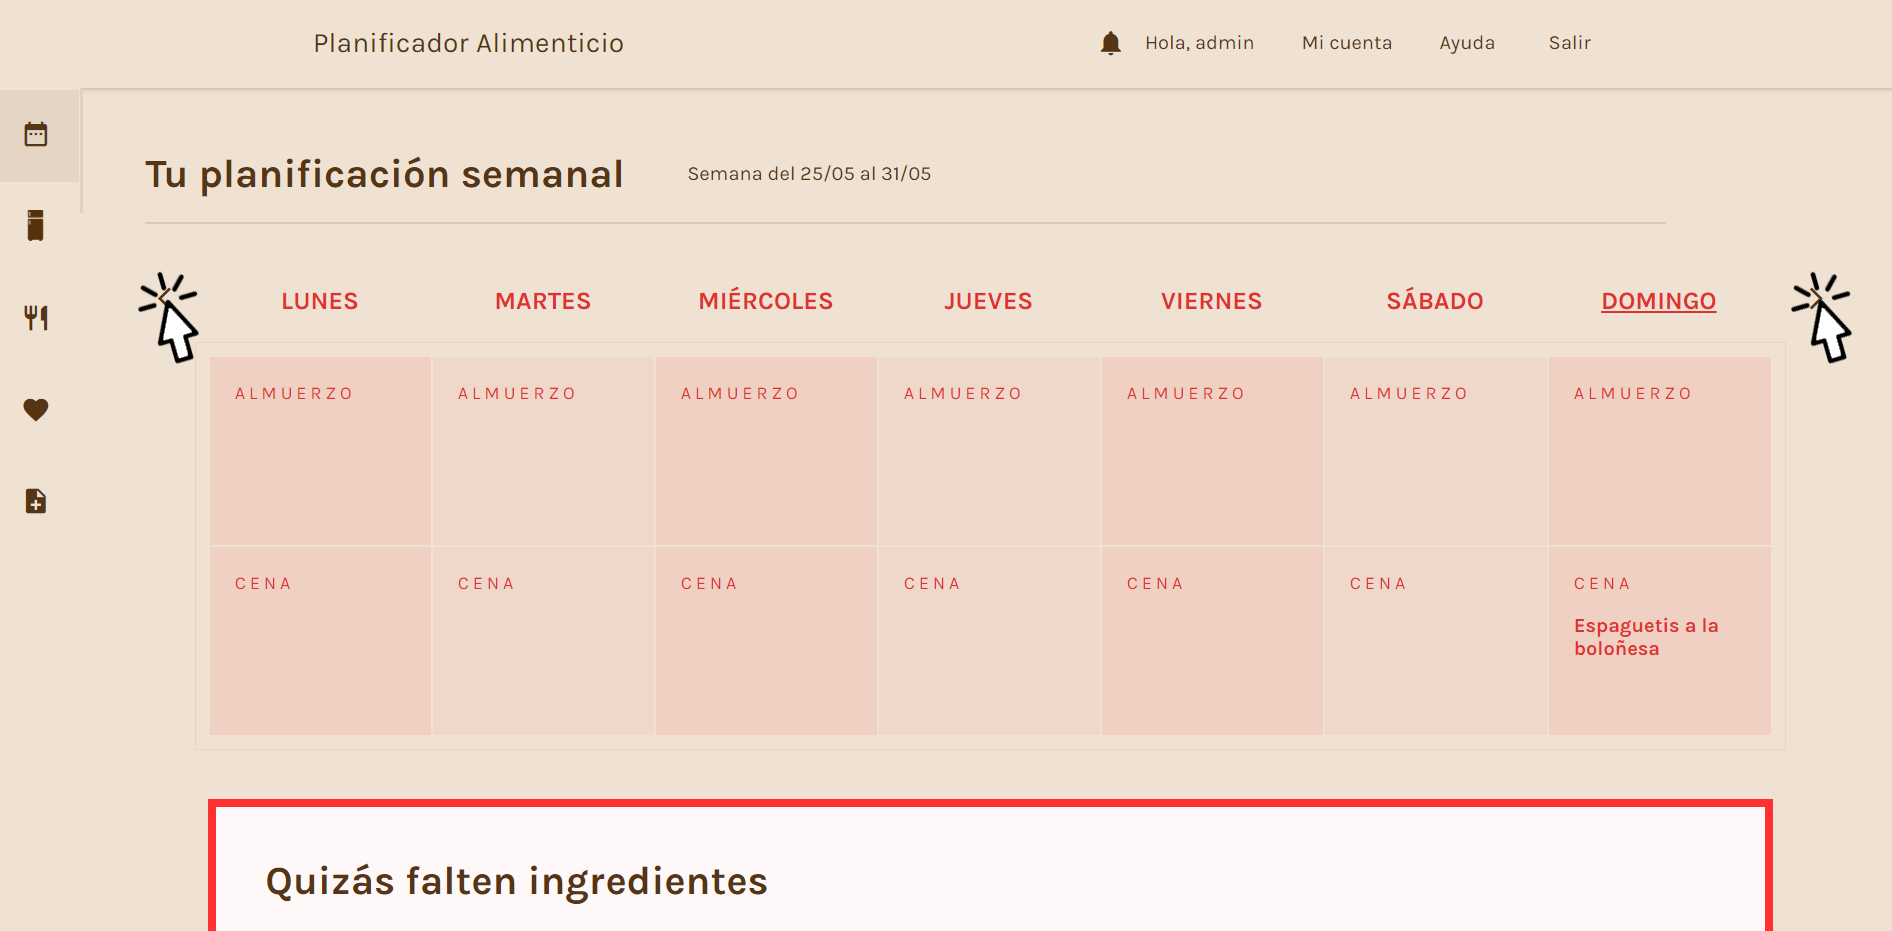 Planificador Alimenticio
Hola, admin
Mi cuenta
Ayuda
Salir
Tu planificación semanal
Semana del 25/05 al 31/05
LUNES
MARTES
MIÉRCOLES
JUEVES
VIERNES
SÁBADO
DOMINGO
ALMUERZO
ALMUERZO
ALMUERZO
ALMUERZO
ALMUERZO
ALMUERZO
ALMUERZO
CENA
CENA
CENA
CENA
CENA
CENA
CENA
Espaguetis a la
boloñesa
Quizás falten ingredientes